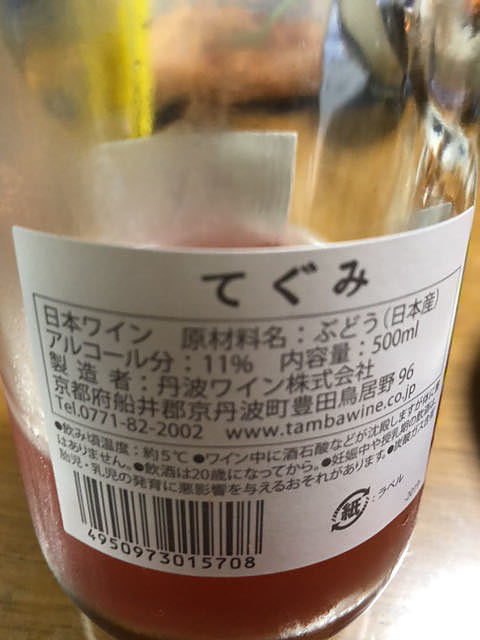 てぐみ
日本ワイン 原材料名：ぶどう（日本産）
アルコール分：11% 内容量：500ml
製造者：丹波ワイン株式会社
京都府船井郡京丹波町豊田鳥居野 96
Tel.0771-82-2002 www.tambawine.co.jp
●飲み頃温度：約5℃ ●ワイン中に酒石酸などが沈殿しますが
はありません。●飲酒は20歳になってから。●妊娠中や授乳期の飲酒は、
胎児・乳児の発育に悪影響を与えるおそれがあります。●炭酸ガス
紙：ラベル
4950973015708